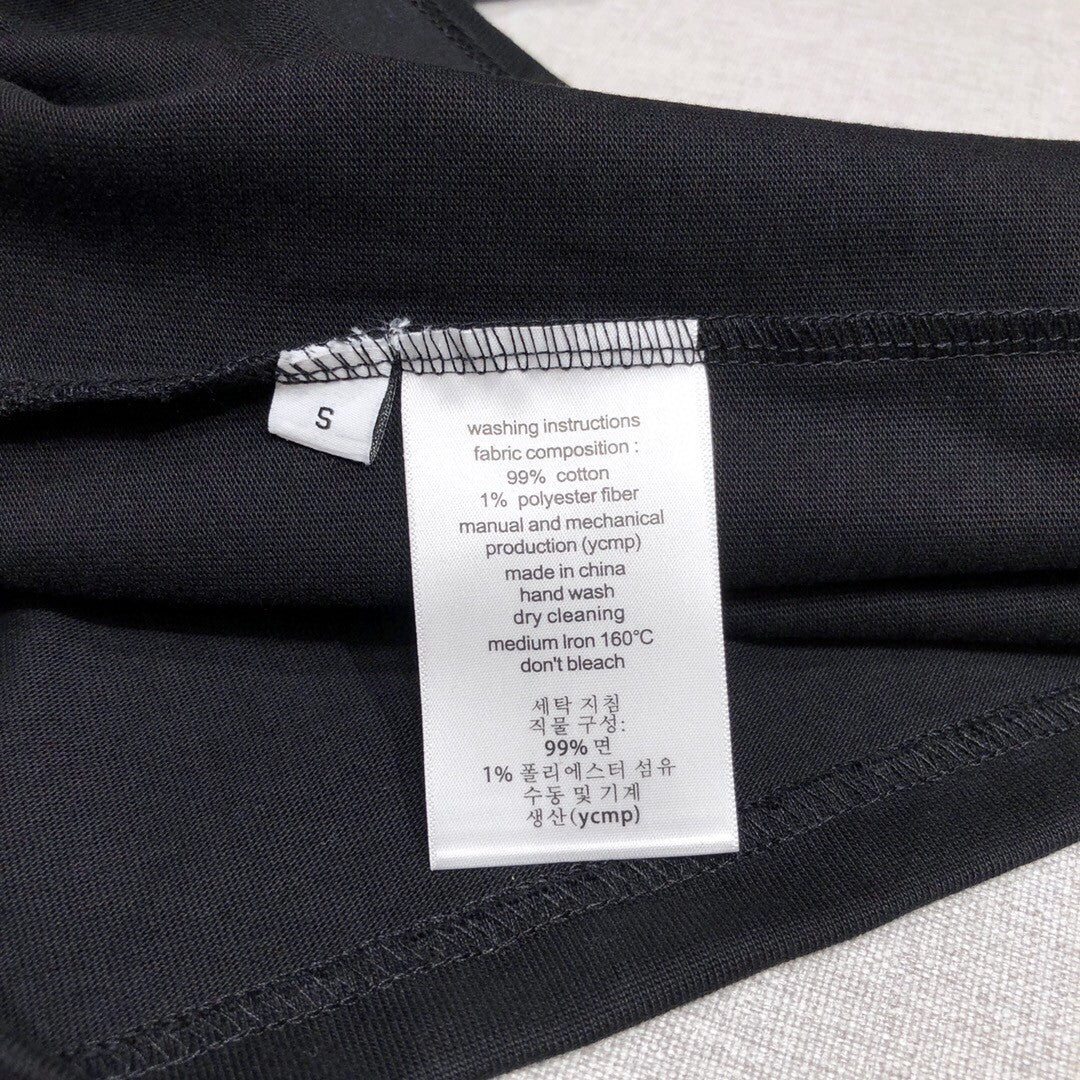 S
washing instructions
fabric composition :
99% cotton
1% polyester fiber
manual and mechanical
production (ycmp)
made in china
hand wash
dry cleaning
medium Iron 160°C
don't bleach
세탁 지침
직물 구성:
99% 면
1% 폴리에스터 섬유
수동 및 기계
생산(ycmp)